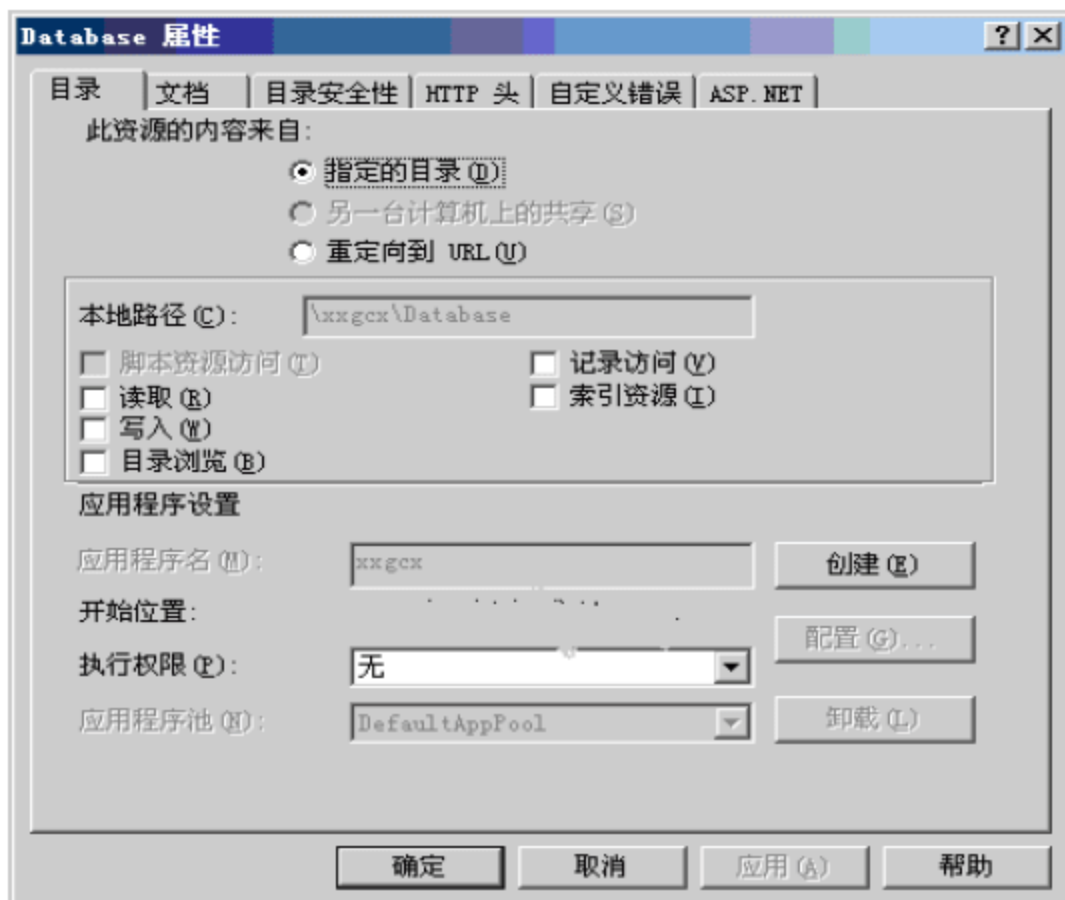 Database 属性
目录 文档 目录安全性 HTTP 头 自定义错误 ASP.NET
此资源的内容来自:
指定的目录(D)
另一台计算机上的共享(S)
重定向到 URL(U)
本地路径(C): \xxgcx\Database
脚本资源访问(T) 记录访问(V)
读取(R) 索引资源(I)
写入(W)
目录浏览(B)
应用程序设置
应用程序名(M): xxgcx 创建(E)
开始位置:
配置(G)...
执行权限(P): 无
应用程序池(N): DefaultAppPool 卸载(L)
确定 取消 应用(A) 帮助